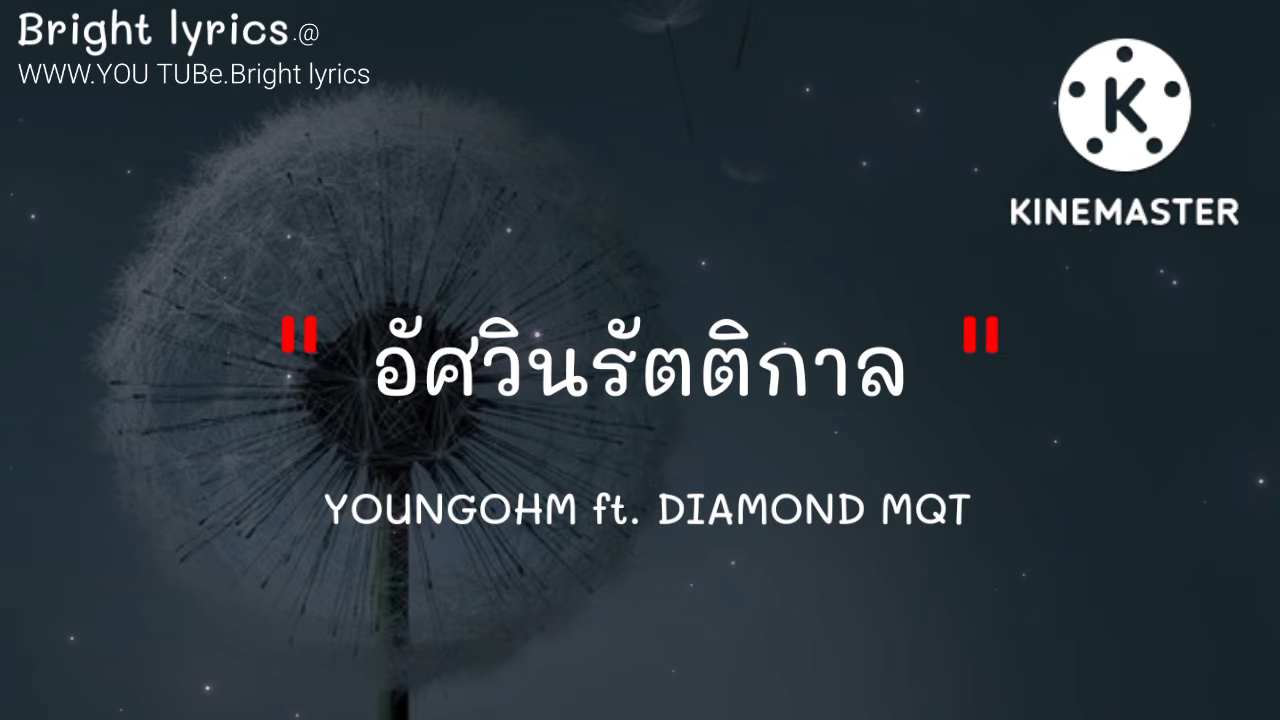 Bright lyrics.@
WWW.YOU TUBe.Bright lyrics
K
KINEMASTER
" อัศวินรัตติกาล "
YOUNGOHM ft. DIAMOND MQT